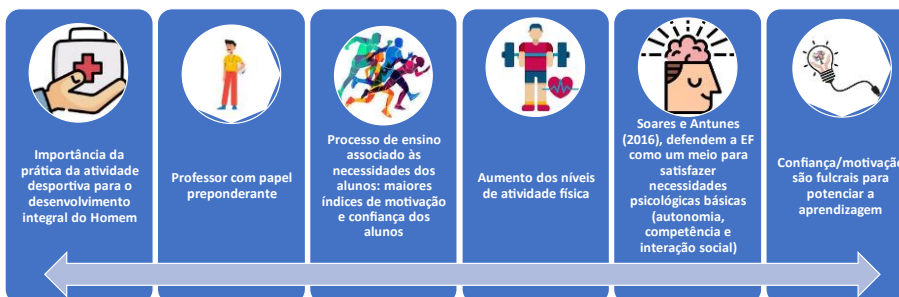 Importância da
prática da atividade
desportiva para o
desenvolvimento
integral do Homem
Professor com papel
preponderante
Processo de ensino
associado às
necessidades dos
alunos: maiores
índices de motivação
e confiança dos
alunos
Aumento dos níveis
de atividade física
Soares e Antunes
(2016), defendem a EF
como um meio para
satisfazer
necessidades
psicológicas básicas
(autonomia,
competência e
interação social)
Confiança/motivação
são fulcrais para
potenciar a
aprendizagem